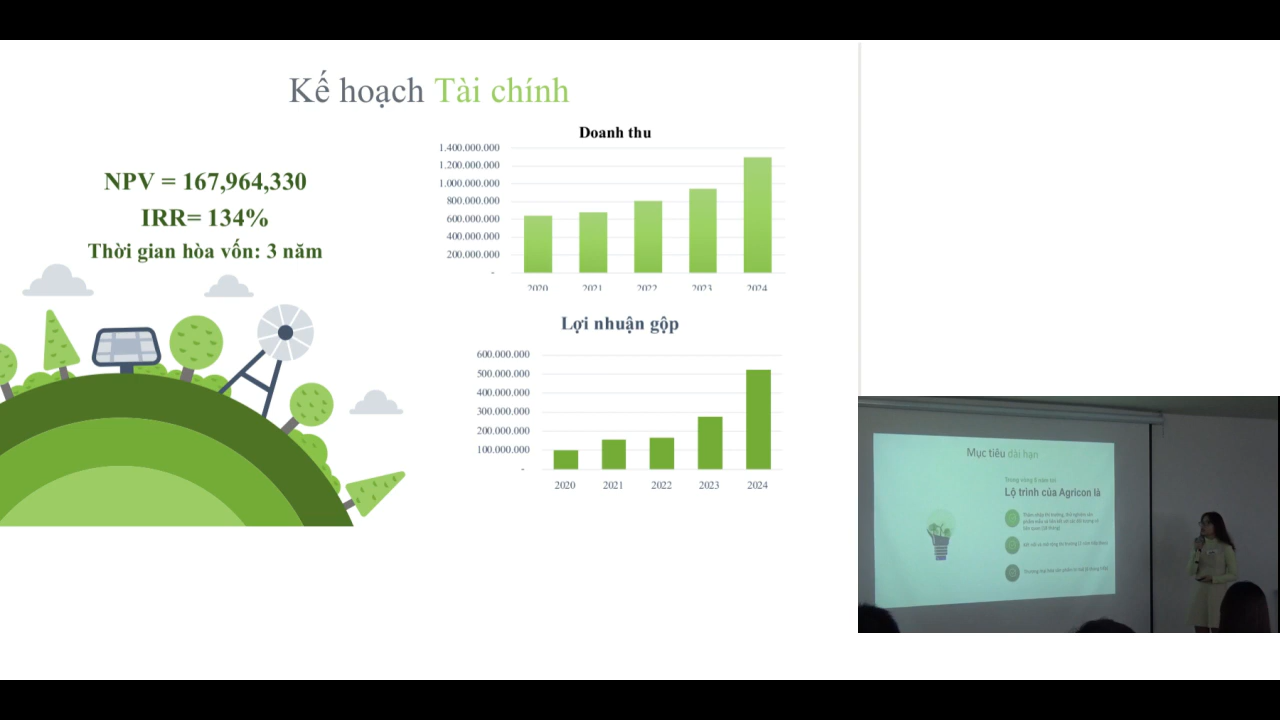 Kế hoạch Tài chính
NPV = 167,964,330
IRR= 134%
Thời gian hòa vốn: 3 năm
Doanh thu
1.400.000.000
1.200.000.000
1.000.000.000
800.000.000
600.000.000
400.000.000
200.000.000
-
2020 2021 2022 2023 2024
Lợi nhuận gộp
600.000.000
500.000.000
400.000.000
300.000.000
200.000.000
100.000.000
-
2020 2021 2022 2023 2024
Mục tiêu dài hạn
Lộ trình của Agricon là